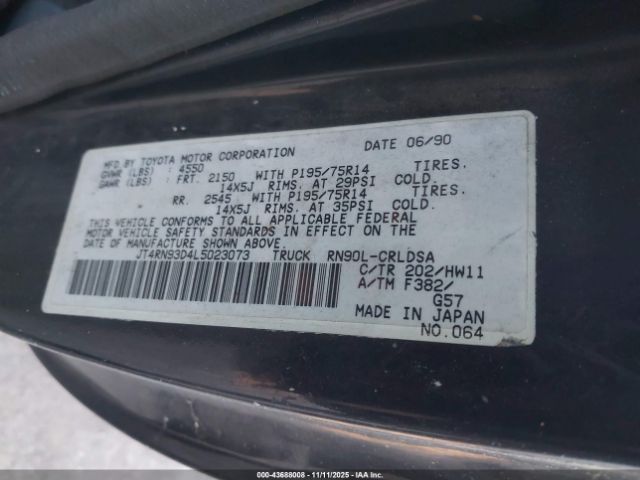 MFD.BY TOYOTA MOTOR CORPORATION DATE 06/90
GVWR (LBS) : 4550
GAWR (LBS) : FRT. 2150 WITH P195/75R14 TIRES.
14X5J RIMS. AT 29PSI COLD.
RR. 2545 WITH P195/75R14 TIRES.
14X5J RIMS. AT 35PSI COLD.
THIS VEHICLE CONFORMS TO ALL APPLICABLE FEDERAL
MOTOR VEHICLE SAFETY STANDARDS IN EFFECT ON THE
DATE OF MANUFACTURE SHOWN ABOVE.
JT4RN93D4L5023073 TRUCK RN90L-CRLDSA
C/TR 202/HW11
A/TM F382/
G57
MADE IN JAPAN
NO.064
000-43688008 - 11/11/2025 - IAAI.COM